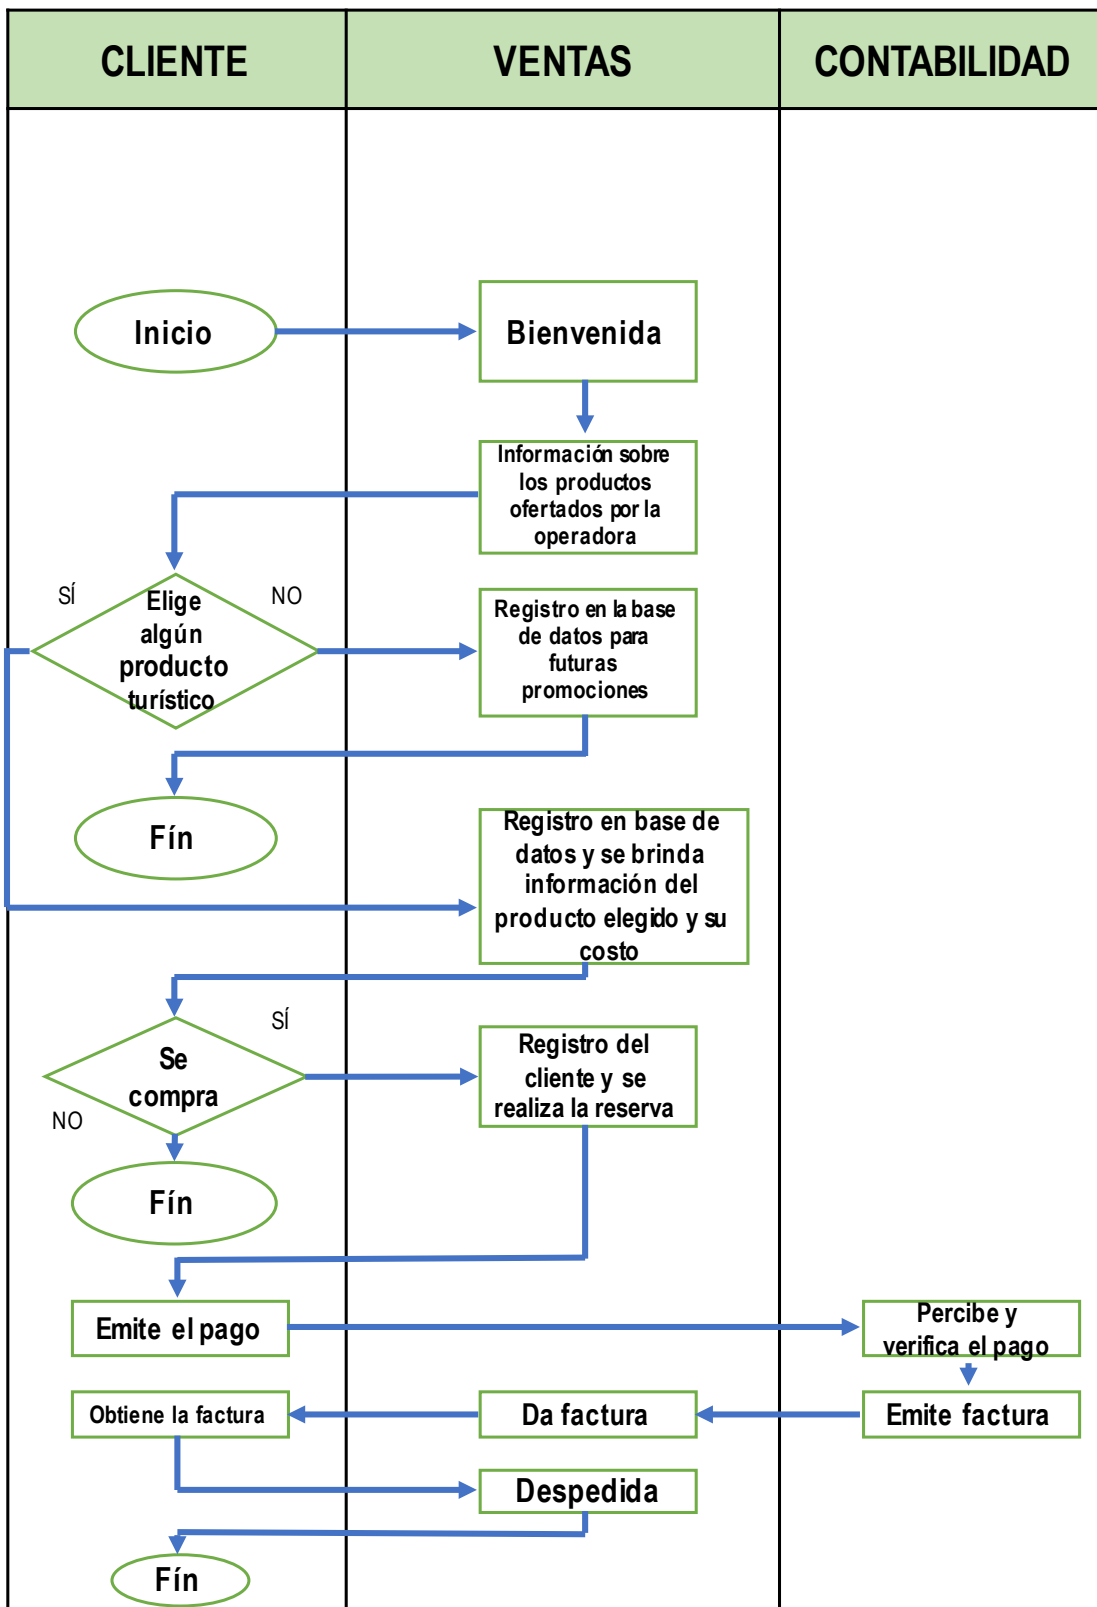 CLIENTE
VENTAS
CONTABILIDAD
Inicio
Bienvenida
Información sobre
los productos
ofertados por la
operadora
SÍ
NO
Elige
algún
producto
turístico
Registro en la base
de datos para
futuras
promociones
Fín
Registro en base de
datos y se brinda
información del
producto elegido y su
costo
SÍ
Se
compra
NO
Registro del
cliente y se
realiza la reserva
Fín
Emite el pago
Percibe y
verifica el pago
Obtiene la factura
Da factura
Emite factura
Despedida
Fín